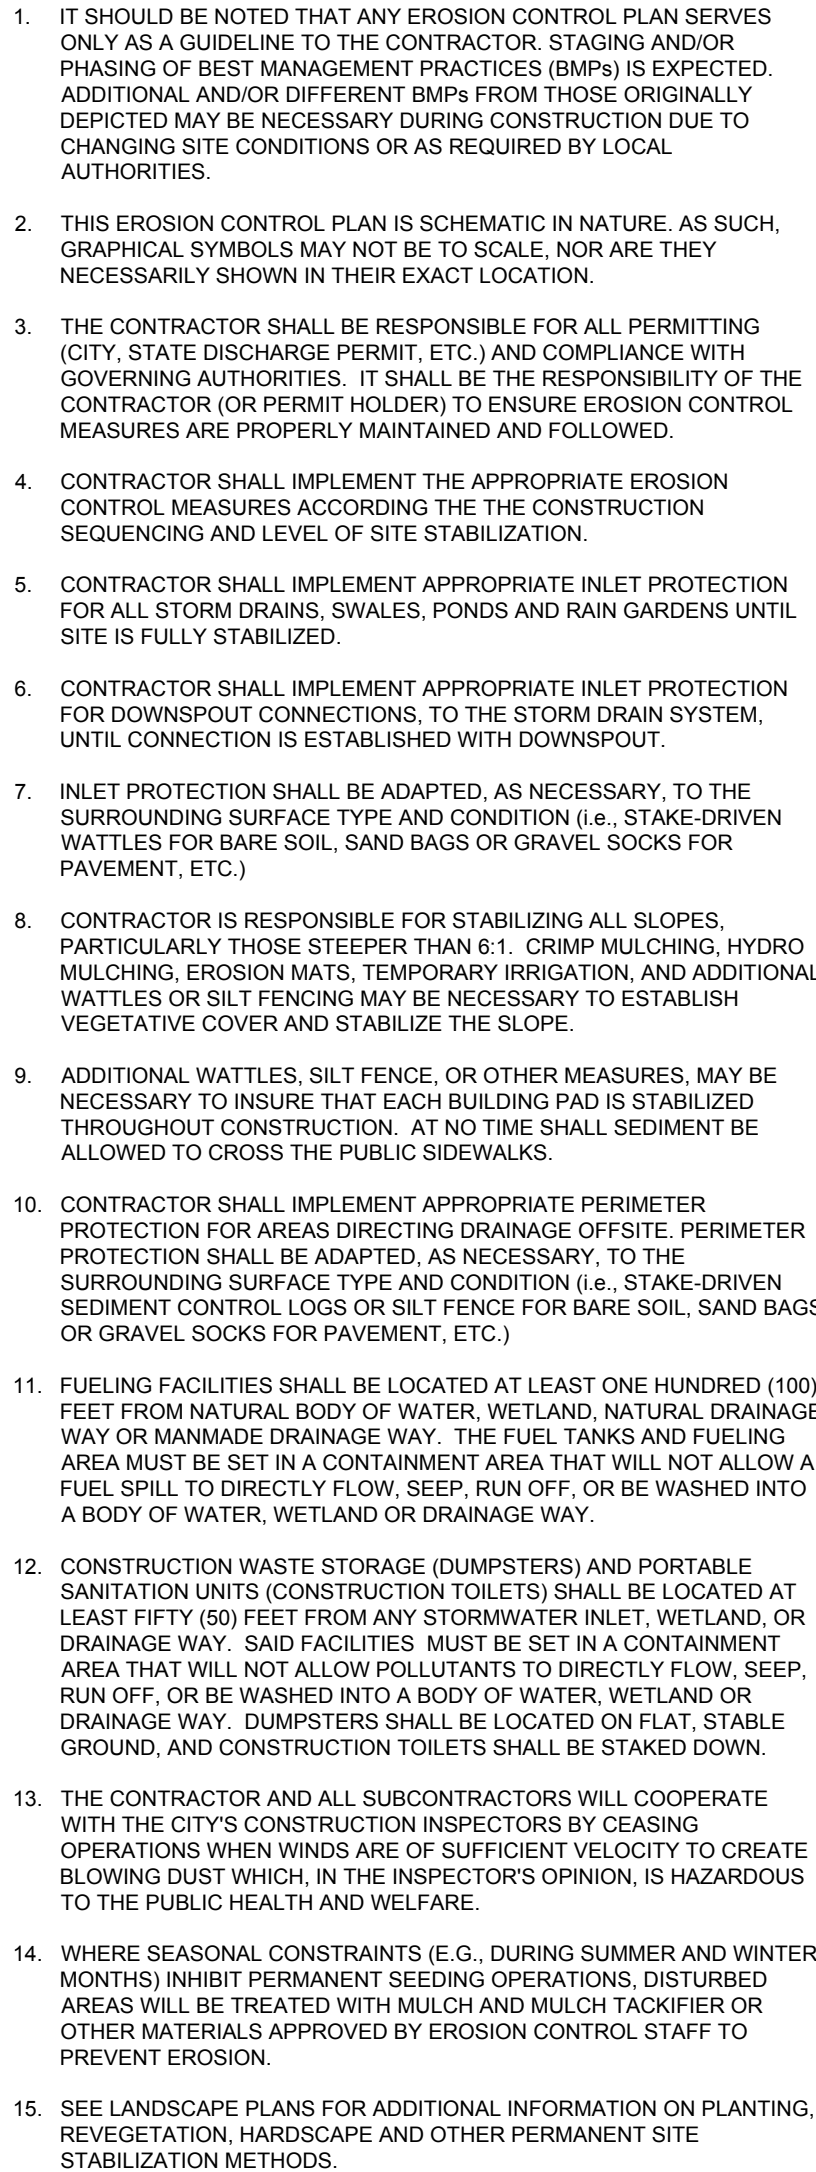 1. IT SHOULD BE NOTED THAT ANY EROSION CONTROL PLAN SERVES
ONLY AS A GUIDELINE TO THE CONTRACTOR. STAGING AND/OR
PHASING OF BEST MANAGEMENT PRACTICES (BMPs) IS EXPECTED.
ADDITIONAL AND/OR DIFFERENT BMPs FROM THOSE ORIGINALLY
DEPICTED MAY BE NECESSARY DURING CONSTRUCTION DUE TO
CHANGING SITE CONDITIONS OR AS REQUIRED BY LOCAL
AUTHORITIES.
2. THIS EROSION CONTROL PLAN IS SCHEMATIC IN NATURE. AS SUCH,
GRAPHICAL SYMBOLS MAY NOT BE TO SCALE, NOR ARE THEY
NECESSARILY SHOWN IN THEIR EXACT LOCATION.
3. THE CONTRACTOR SHALL BE RESPONSIBLE FOR ALL PERMITTING
(CITY, STATE DISCHARGE PERMIT, ETC.) AND COMPLIANCE WITH
GOVERNING AUTHORITIES. IT SHALL BE THE RESPONSIBILITY OF THE
CONTRACTOR (OR PERMIT HOLDER) TO ENSURE EROSION CONTROL
MEASURES ARE PROPERLY MAINTAINED AND FOLLOWED.
4. CONTRACTOR SHALL IMPLEMENT THE APPROPRIATE EROSION
CONTROL MEASURES ACCORDING THE THE CONSTRUCTION
SEQUENCING AND LEVEL OF SITE STABILIZATION.
5. CONTRACTOR SHALL IMPLEMENT APPROPRIATE INLET PROTECTION
FOR ALL STORM DRAINS, SWALES, PONDS AND RAIN GARDENS UNTIL
SITE IS FULLY STABILIZED.
6. CONTRACTOR SHALL IMPLEMENT APPROPRIATE INLET PROTECTION
FOR DOWNSPOUT CONNECTIONS, TO THE STORM DRAIN SYSTEM,
UNTIL CONNECTION IS ESTABLISHED WITH DOWNSPOUT.
7. INLET PROTECTION SHALL BE ADAPTED, AS NECESSARY, TO THE
SURROUNDING SURFACE TYPE AND CONDITION (i.e., STAKE-DRIVEN
WATTLES FOR BARE SOIL, SAND BAGS OR GRAVEL SOCKS FOR
PAVEMENT, ETC.)
8. CONTRACTOR IS RESPONSIBLE FOR STABILIZING ALL SLOPES,
PARTICULARLY THOSE STEEPER THAN 6:1. CRIMP MULCHING, HYDRO
MULCHING, EROSION MATS, TEMPORARY IRRIGATION, AND ADDITIONAL
WATTLES OR SILT FENCING MAY BE NECESSARY TO ESTABLISH
VEGETATIVE COVER AND STABILIZE THE SLOPE.
9. ADDITIONAL WATTLES, SILT FENCE, OR OTHER MEASURES, MAY BE
NECESSARY TO INSURE THAT EACH BUILDING PAD IS STABILIZED
THROUGHOUT CONSTRUCTION. AT NO TIME SHALL SEDIMENT BE
ALLOWED TO CROSS THE PUBLIC SIDEWALKS.
10. CONTRACTOR SHALL IMPLEMENT APPROPRIATE PERIMETER
PROTECTION FOR AREAS DIRECTING DRAINAGE OFFSITE. PERIMETER
PROTECTION SHALL BE ADAPTED, AS NECESSARY, TO THE
SURROUNDING SURFACE TYPE AND CONDITION (i.e., STAKE-DRIVEN
SEDIMENT CONTROL LOGS OR SILT FENCE FOR BARE SOIL, SAND BAGS
OR GRAVEL SOCKS FOR PAVEMENT, ETC.)
11. FUELING FACILITIES SHALL BE LOCATED AT LEAST ONE HUNDRED (100)
FEET FROM NATURAL BODY OF WATER, WETLAND, NATURAL DRAINAGE
WAY OR MANMADE DRAINAGE WAY. THE FUEL TANKS AND FUELING
AREA MUST BE SET IN A CONTAINMENT AREA THAT WILL NOT ALLOW A
FUEL SPILL TO DIRECTLY FLOW, SEEP, RUN OFF, OR BE WASHED INTO
A BODY OF WATER, WETLAND OR DRAINAGE WAY.
12. CONSTRUCTION WASTE STORAGE (DUMPSTERS) AND PORTABLE
SANITATION UNITS (CONSTRUCTION TOILETS) SHALL BE LOCATED AT
LEAST FIFTY (50) FEET FROM ANY STORMWATER INLET, WETLAND, OR
DRAINAGE WAY. SAID FACILITIES MUST BE SET IN A CONTAINMENT
AREA THAT WILL NOT ALLOW POLLUTANTS TO DIRECTLY FLOW, SEEP,
RUN OFF, OR BE WASHED INTO A BODY OF WATER, WETLAND OR
DRAINAGE WAY. DUMPSTERS SHALL BE LOCATED ON FLAT, STABLE
GROUND, AND CONSTRUCTION TOILETS SHALL BE STAKED DOWN.
13. THE CONTRACTOR AND ALL SUBCONTRACTORS WILL COOPERATE
WITH THE CITY'S CONSTRUCTION INSPECTORS BY CEASING
OPERATIONS WHEN WINDS ARE OF SUFFICIENT VELOCITY TO CREATE
BLOWING DUST WHICH, IN THE INSPECTOR'S OPINION, IS HAZARDOUS
TO THE PUBLIC HEALTH AND WELFARE.
14. WHERE SEASONAL CONSTRAINTS (E.G., DURING SUMMER AND WINTER
MONTHS) INHIBIT PERMANENT SEEDING OPERATIONS, DISTURBED
AREAS WILL BE TREATED WITH MULCH AND MULCH TACKIFIER OR
OTHER MATERIALS APPROVED BY EROSION CONTROL STAFF TO
PREVENT EROSION.
15. SEE LANDSCAPE PLANS FOR ADDITIONAL INFORMATION ON PLANTING,
REVEGETATION, HARDSCAPE AND OTHER PERMANENT SITE
STABILIZATION METHODS.